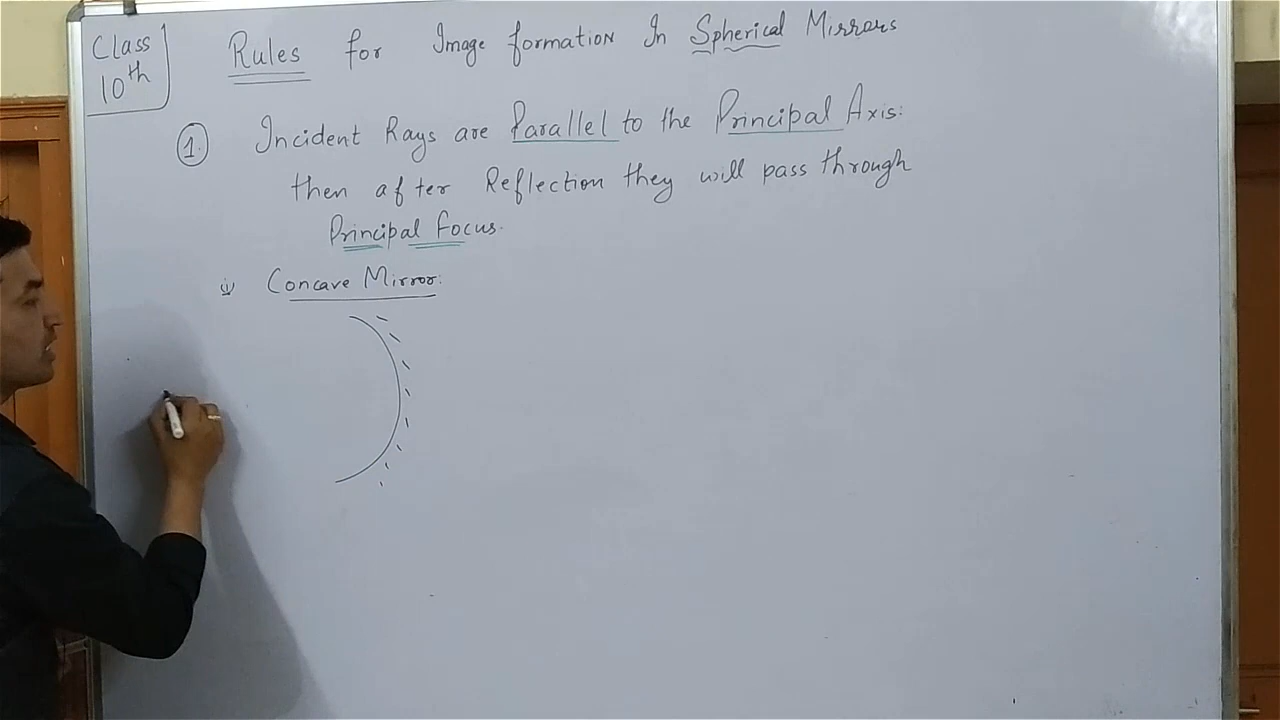 Class
10th
Rules for Image formation In Spherical Mirrors
1. Incident Rays are Parallel to the Principal Axis:
then after Reflection they will pass through
Principal focus.
i) Concave Mirror: